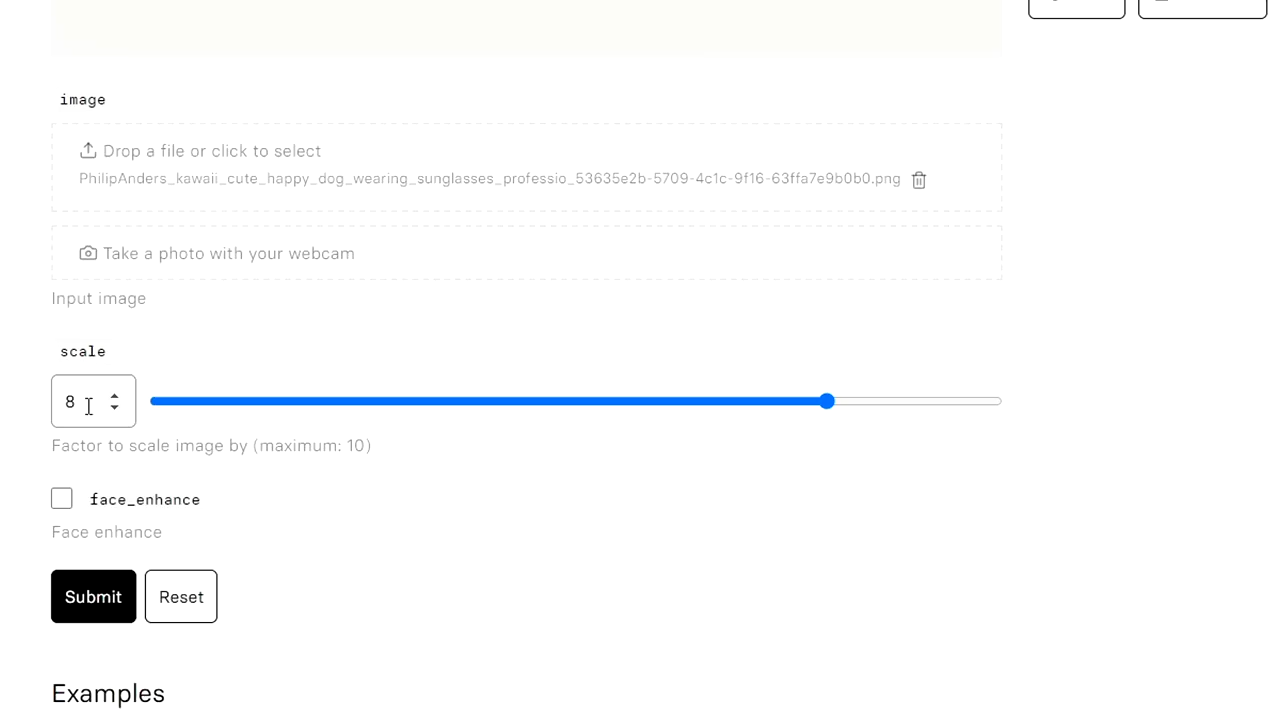 image
Drop a file or click to select
PhilipAnders_kawaii_cute_happy_dog_wearing_sunglasses_professio_53635e2b-5709-4c1c-9f16-63ffa7e9b0b0.png
Take a photo with your webcam
Input image
scale
8
Factor to scale image by (maximum: 10)
face_enhance
Face enhance
Submit Reset
Examples